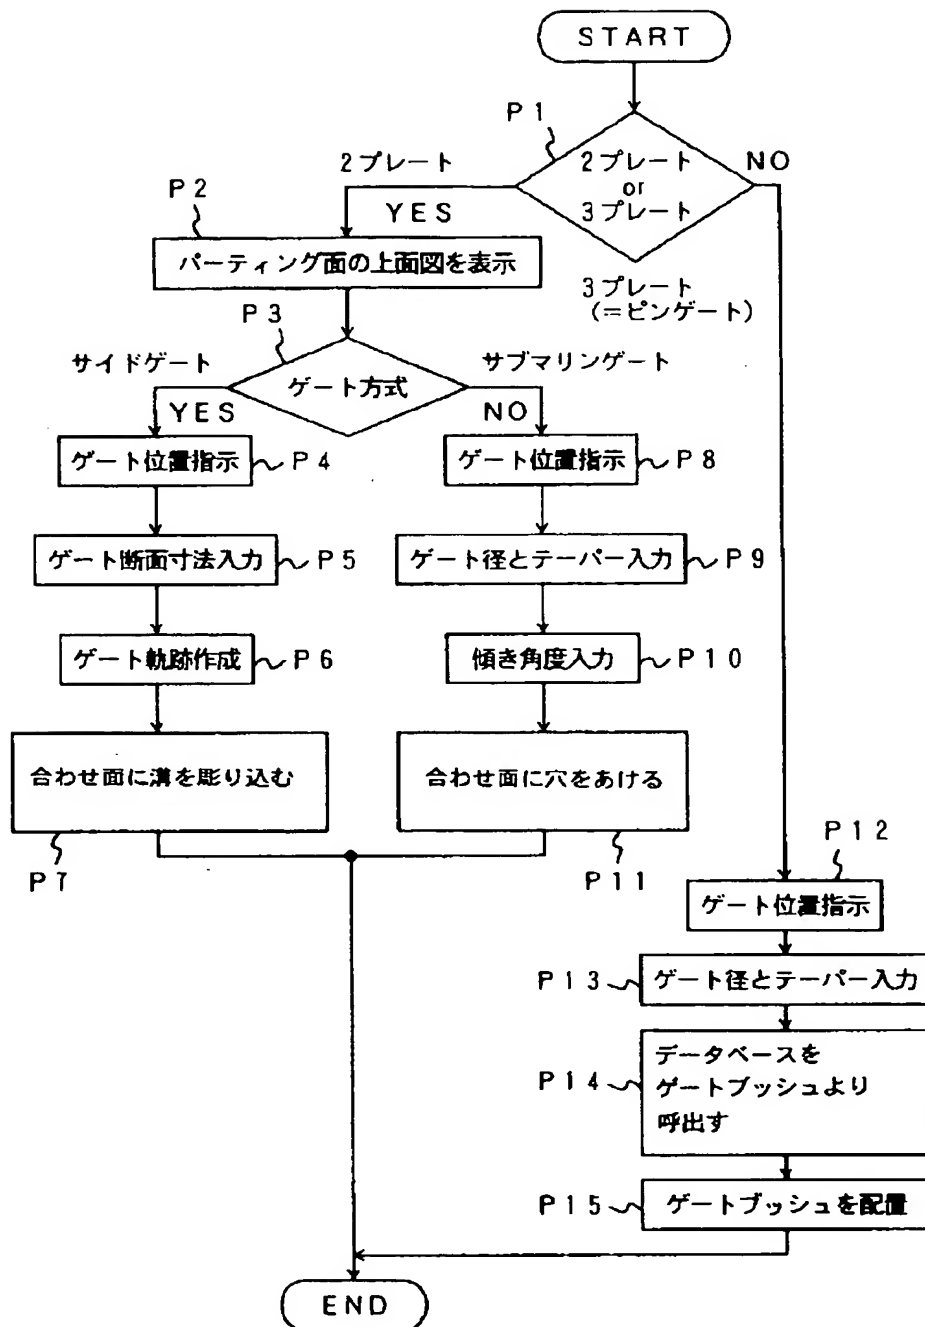 START
P1
2プレート
or
3プレート
2プレート
YES
NO
3プレート
(=ピンゲート)
P2
パーティング面の上面図を表示
P3
ゲート方式
サイドゲート
YES
サブマリンゲート
NO
ゲート位置指示
P4
ゲート断面寸法入力
P5
ゲート軌跡作成
P6
合わせ面に溝を彫り込む
P7
ゲート位置指示
P8
ゲート径とテーパー入力
P9
傾き角度入力
P10
合わせ面に穴をあける
P11
P12
ゲート位置指示
P13
ゲート径とテーパー入力
P14
データベースを
ゲートブッシュより
呼出す
P15
ゲートブッシュを配置
END